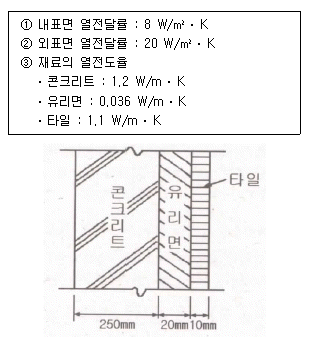 ① 내표면 열전달률 : 8 W/m² · K
② 외표면 열전달률 : 20 W/m² · K
③ 재료의 열전도율
· 콘크리트 : 1.2 W/m · K
· 유리면 : 0.036 W/m · K
· 타일 : 1.1 W/m · K
콘크리트
유리면
타일
250mm 20mm 10mm